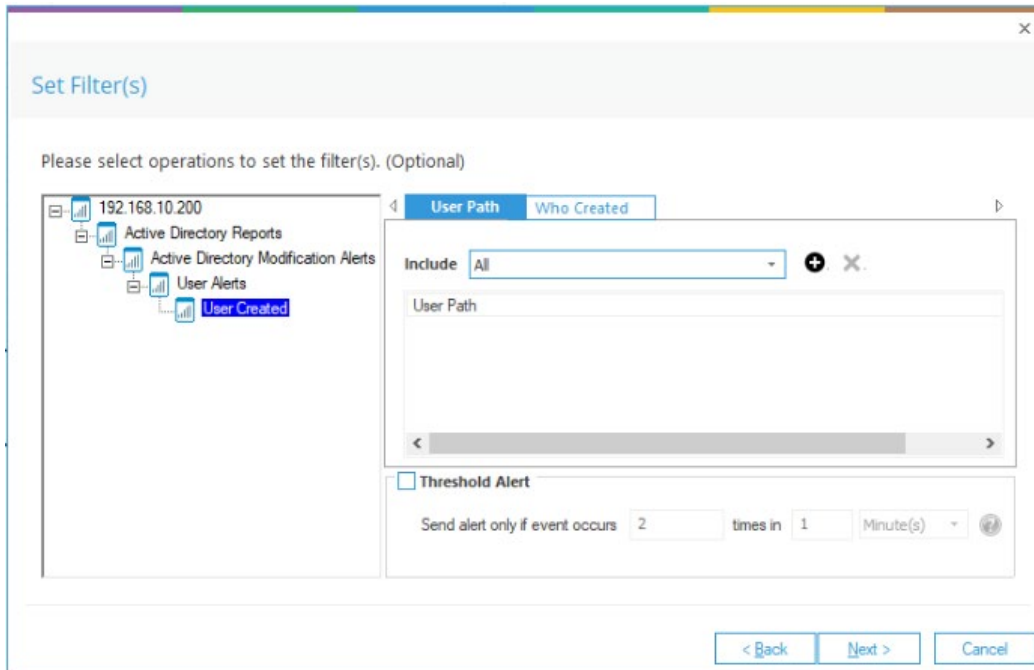 Set Filter(s)
Please select operations to set the filter(s). (Optional)
192.168.10.200
Active Directory Reports
Active Directory Modification Alerts
User Alerts
User Created
User Path
Who Created
Include
All
User Path
Threshold Alert
Send alert only if event occurs 2 times in 1 Minute(s)
< Back
Next >
Cancel